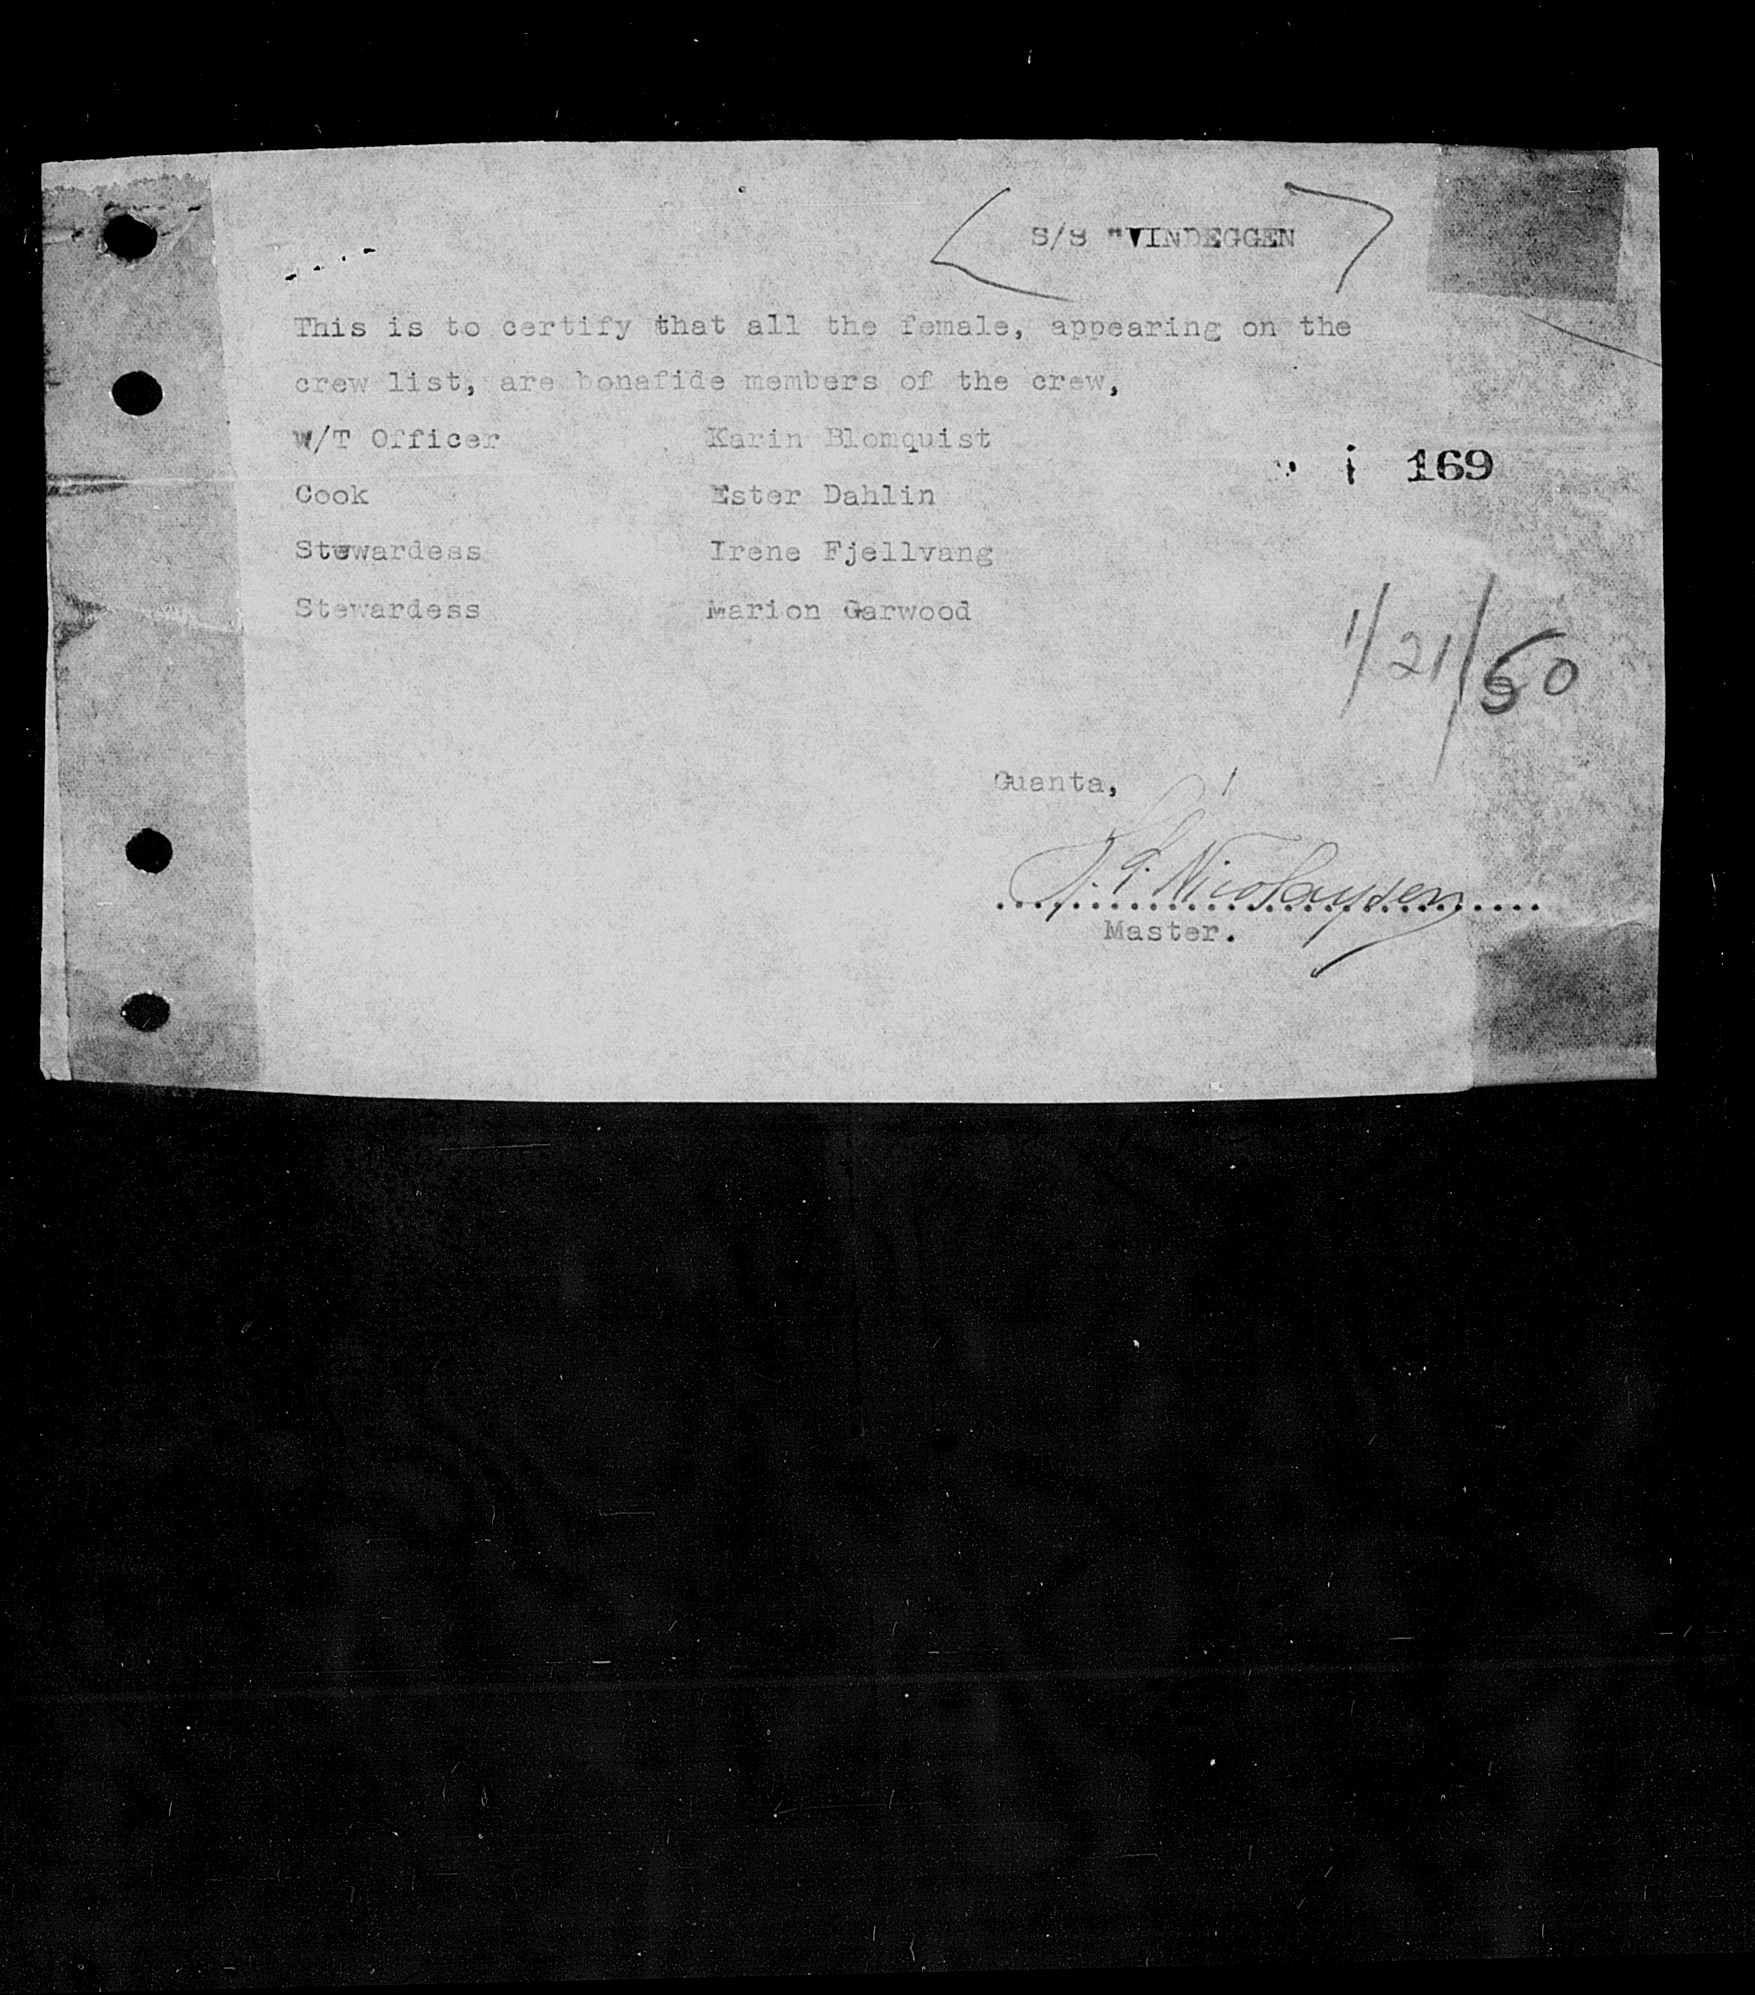 S/S "VINDEGGEN
This is to certify that all the female, appearing on the
crew list, are bonafide members of the crew,
W/T Officer Karin Blomquist
169
Cook Ester Dahlin
Stewardess Irene Fjellvang
Stewardess Marion Garwood
1/21/50
Guanta,
Nicolaysen
Master.